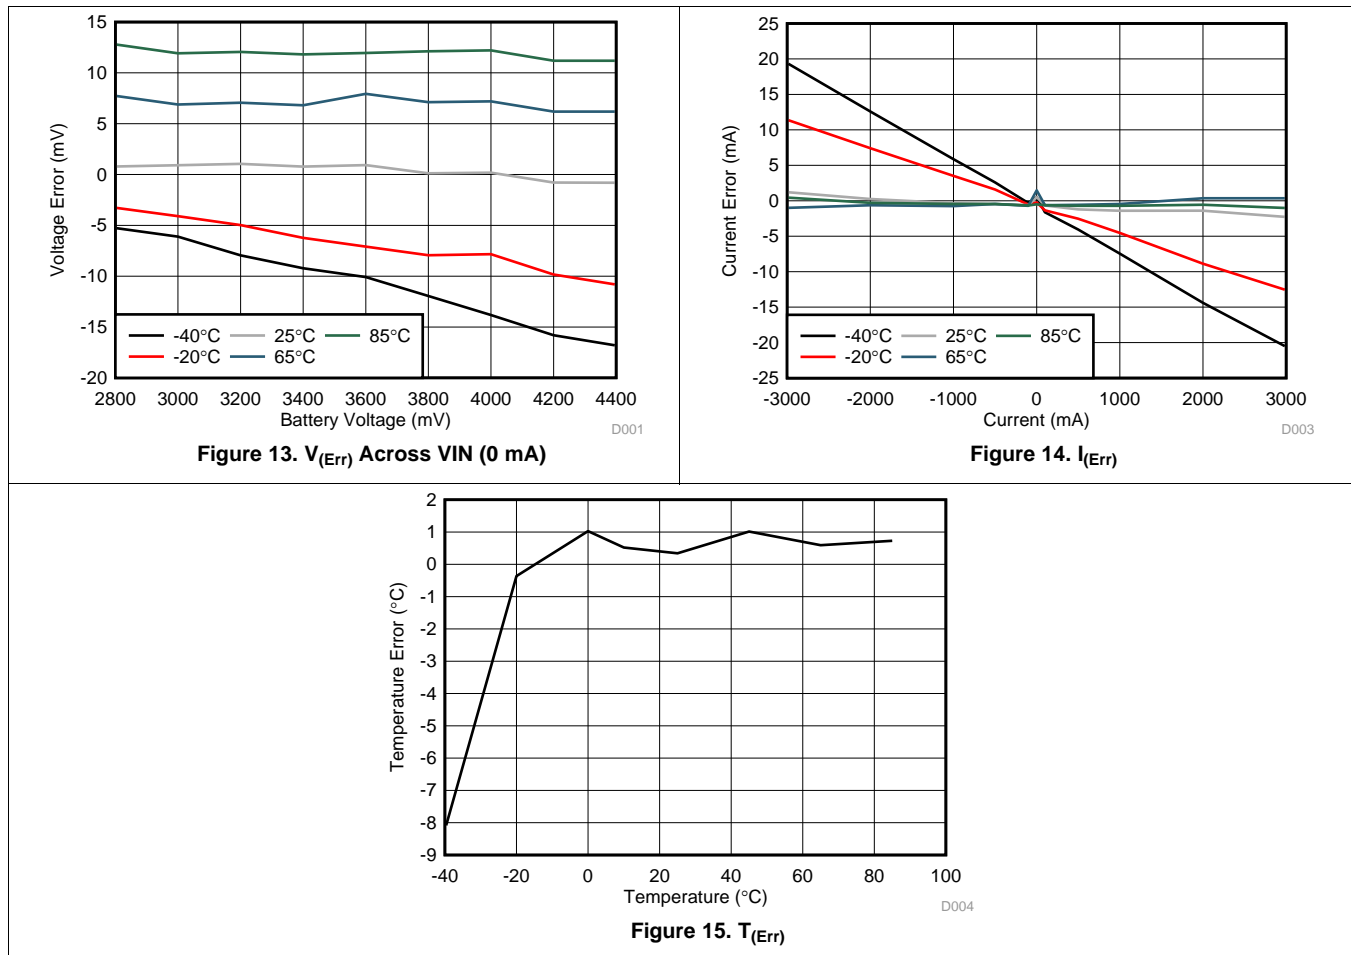 15
10
5
0
-5
-10
-15
-20
Voltage Error (mV)
-40°C 25°C 85°C
-20°C 65°C
2800 3000 3200 3400 3600 3800 4000 4200 4400
Battery Voltage (mV)
D001
Figure 13. V(Err) Across VIN (0 mA)
25
20
15
10
5
0
-5
-10
-15
-20
-25
Current Error (mA)
-40°C 25°C 85°C
-20°C 65°C
-3000 -2000 -1000 0 1000 2000 3000
Current (mA)
D003
Figure 14. I(Err)
2
1
0
-1
-2
-3
-4
-5
-6
-7
-8
-9
Temperature Error (°C)
-40 -20 0 20 40 60 80 100
Temperature (°C)
D004
Figure 15. T(Err)